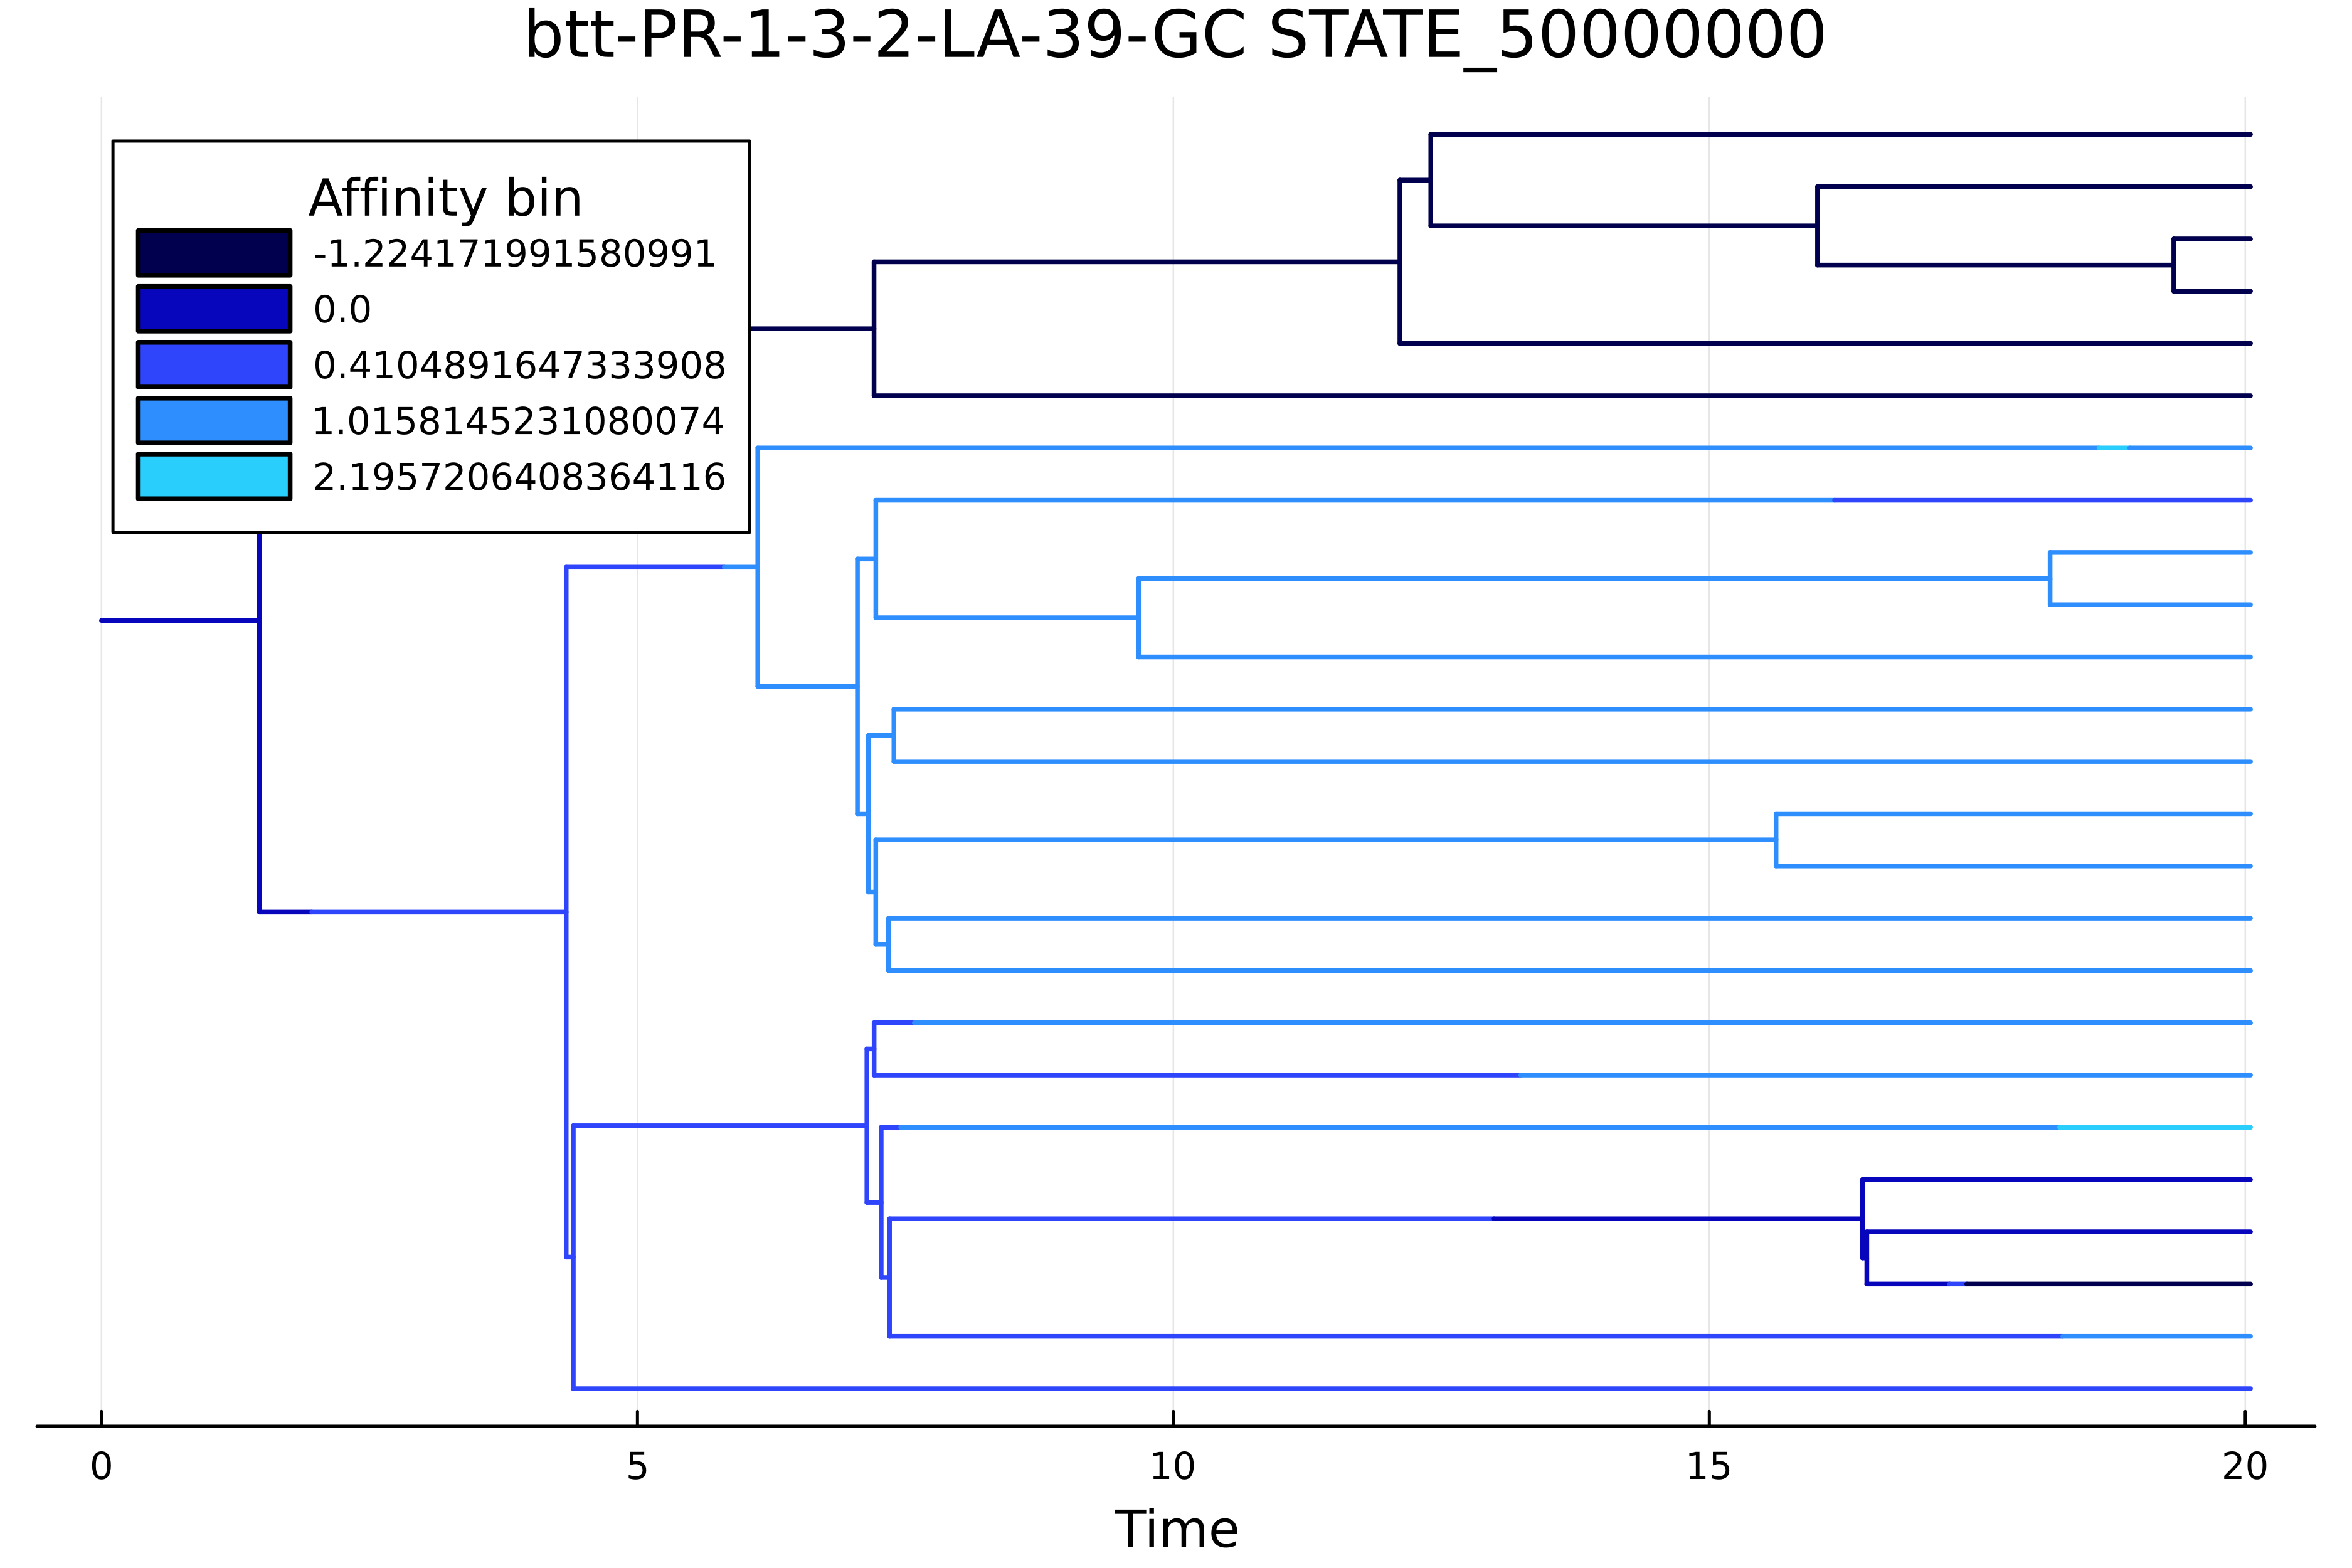 btt-PR-1-3-2-LA-39-GC STATE_50000000
Affinity bin
-1.224171991580991
0.0
0.4104891647333908
1.0158145231080074
2.1957206408364116
0 5 10 15 20
Time